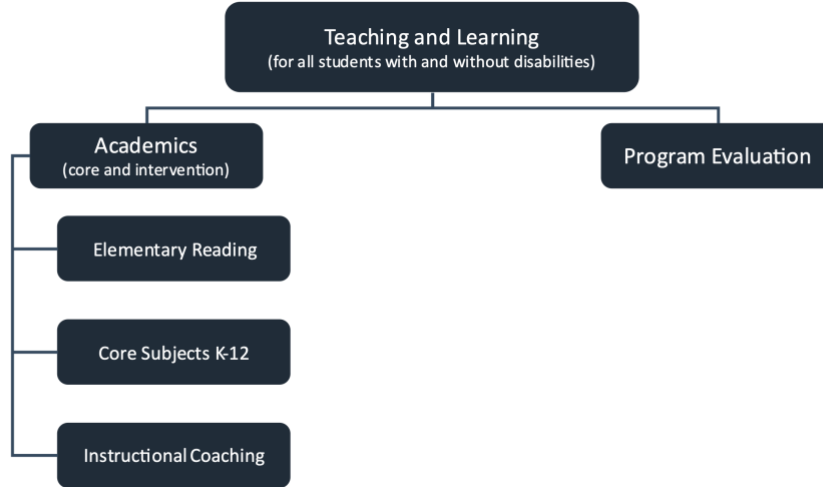 Teaching and Learning
(for all students with and without disabilities)
Academics
(core and intervention)
Program Evaluation
Elementary Reading
Core Subjects K-12
Instructional Coaching